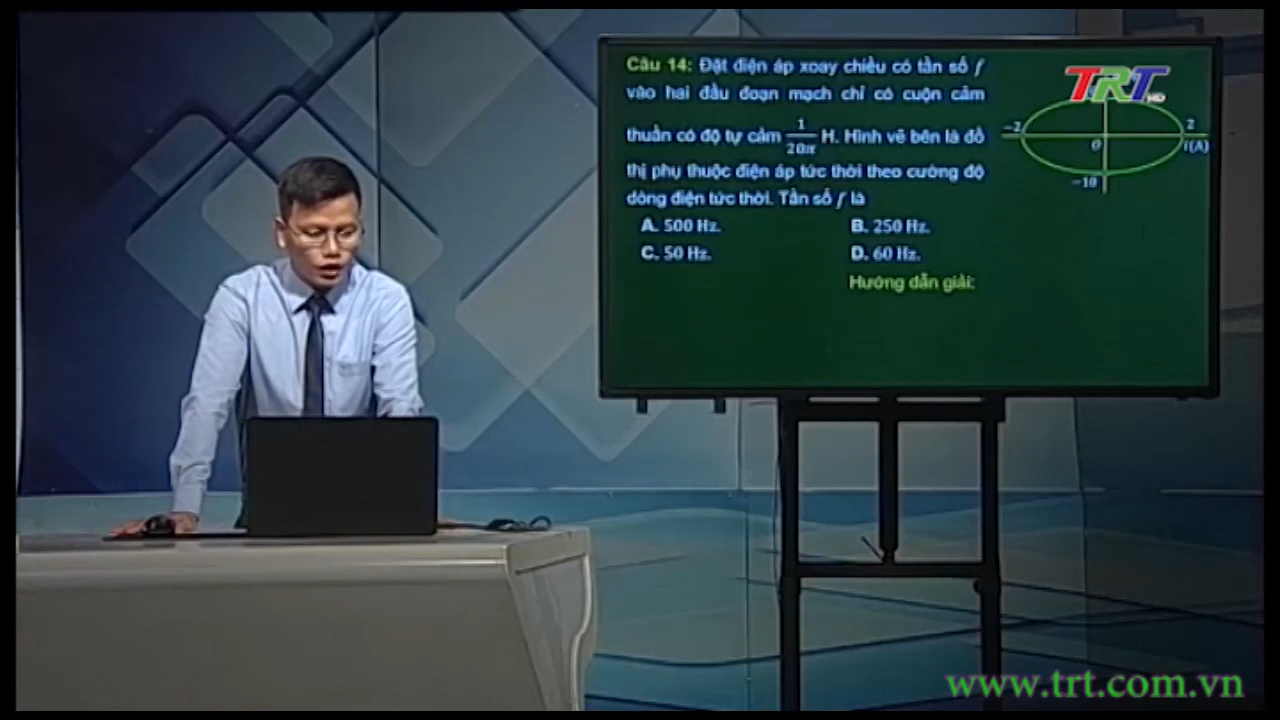 Câu 14: Đặt điện áp xoay chiều có tần số f
vào hai đầu đoạn mạch chỉ có cuộn cảm
thuần có độ tự cảm 1/20π H. Hình vẽ bên là đồ
thị phụ thuộc điện áp tức thời theo cường độ
dòng điện tức thời. Tần số f là
A. 500 Hz. B. 250 Hz.
C. 50 Hz. D. 60 Hz.
Hướng dẫn giải:
TRT HD
-2 O 2
i(A)
-10
www.trt.com.vn